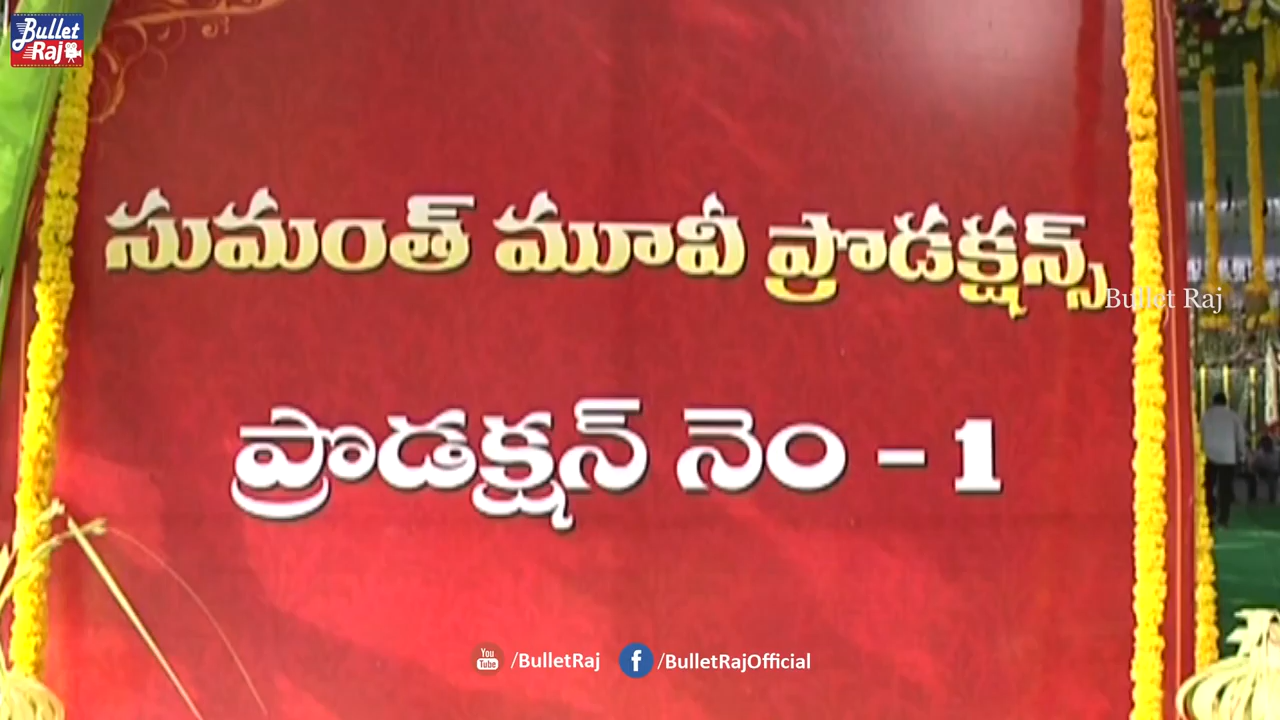 Bullet
Raj
సుమంత్ మూవీ ప్రొడక్షన్స్
Bullet Raj
ప్రొడక్షన్ నెం - 1
You
Tube
/BulletRaj
f
/BulletRajOfficial